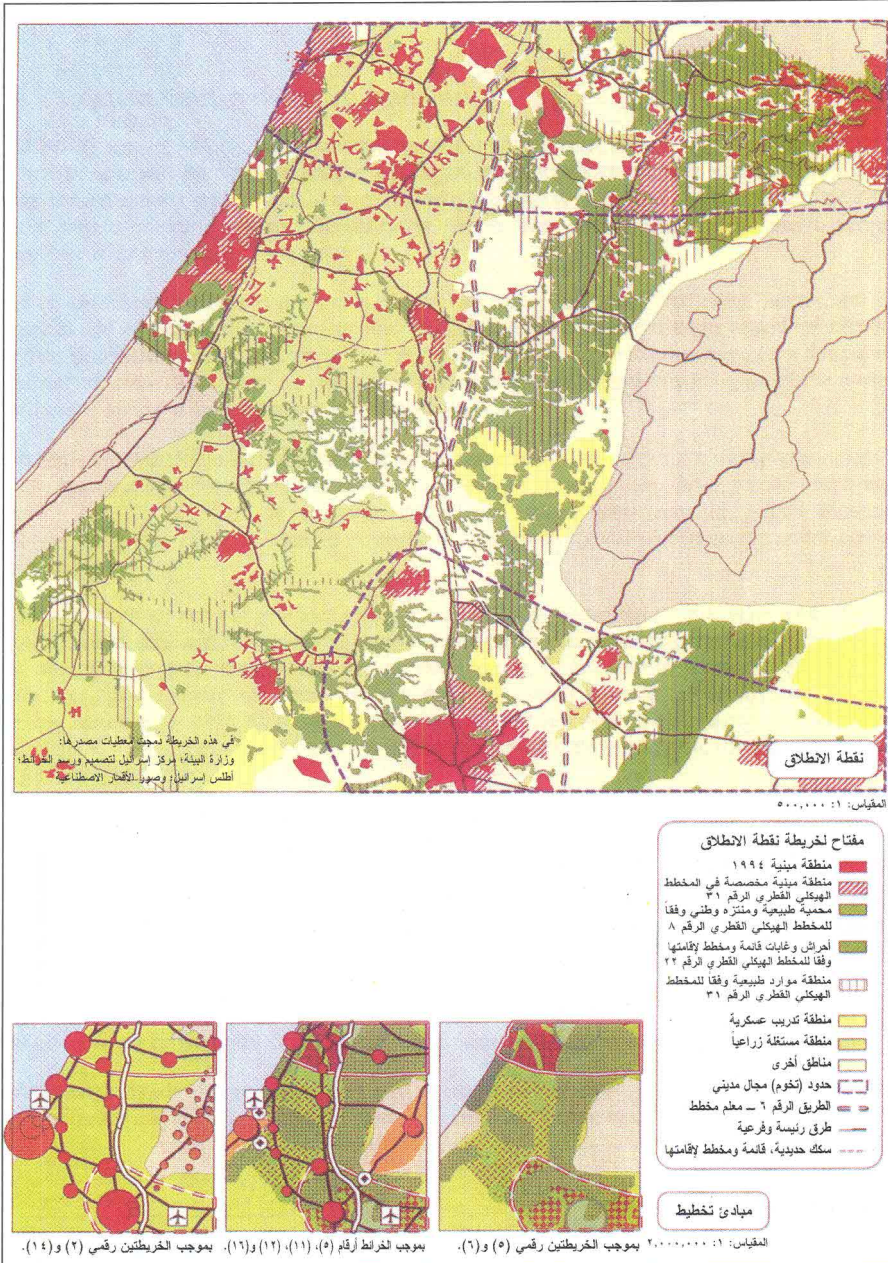 في هذه الخريطة دمجت معطيات مصدرها:
وزارة البيئة؛ مركز إسرائيل لتصميم ورسم الخرائط؛
أطلس إسرائيل؛ وصور الأقمار الاصطناعية
نقطة الانطلاق
المقياس: ١: ٥٠٠,٠٠٠
مفتاح لخريطة نقطة الانطلاق
منطقة مبنية ١٩٩٤
منطقة مبنية مخصصة في المخطط
الهيكلي القطري الرقم ٣١
محمية طبيعية ومنتزه وطني وفقاً
للمخطط الهيكلي القطري الرقم ٨
أحراش وغابات قائمة ومخطط لإقامتها
وفقاً للمخطط الهيكلي القطري الرقم ٢٢
منطقة موارد طبيعية وفقاً للمخطط
الهيكلي القطري الرقم ٣١
منطقة تدريب عسكرية
منطقة مستغلة زراعياً
مناطق أخرى
حدود (تخوم) مجال مديني
الطريق الرقم ٦ ــ معلم مخطط
طرق رئيسة وفرعية
سكك حديدية، قائمة ومخطط لإقامتها
مبادئ تخطيط
المقياس: ١: ٢,٠٠٠,٠٠٠
بموجب الخريطتين رقمي (٥) و(٦).
بموجب الخرائط أرقام (٥)، (١١)، (١٢) و(١٦).
بموجب الخريطتين رقمي (٢) و(١٤).